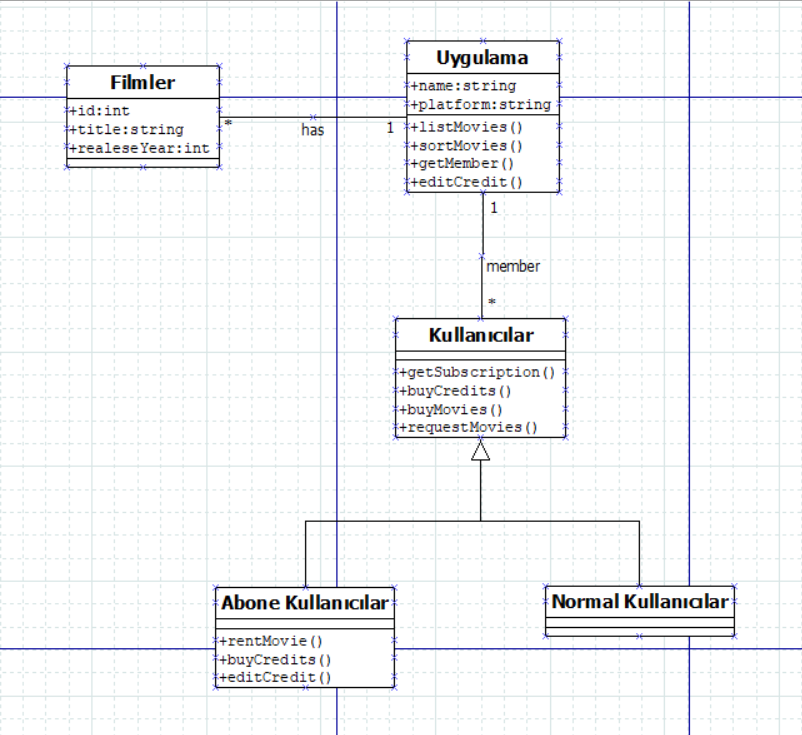 Filmler
+id:int
+title:string
+realeseYear:int
*
has
1
Uygulama
+name:string
+platform:string
+listMovies()
+sortMovies()
+getMember()
+editCredit()
1
member
*
Kullanıcılar
+getSubscription()
+buyCredits()
+buyMovies()
+requestMovies()
Abone Kullanıcılar
+rentMovie()
+buyCredits()
+editCredit()
Normal Kullanıcılar